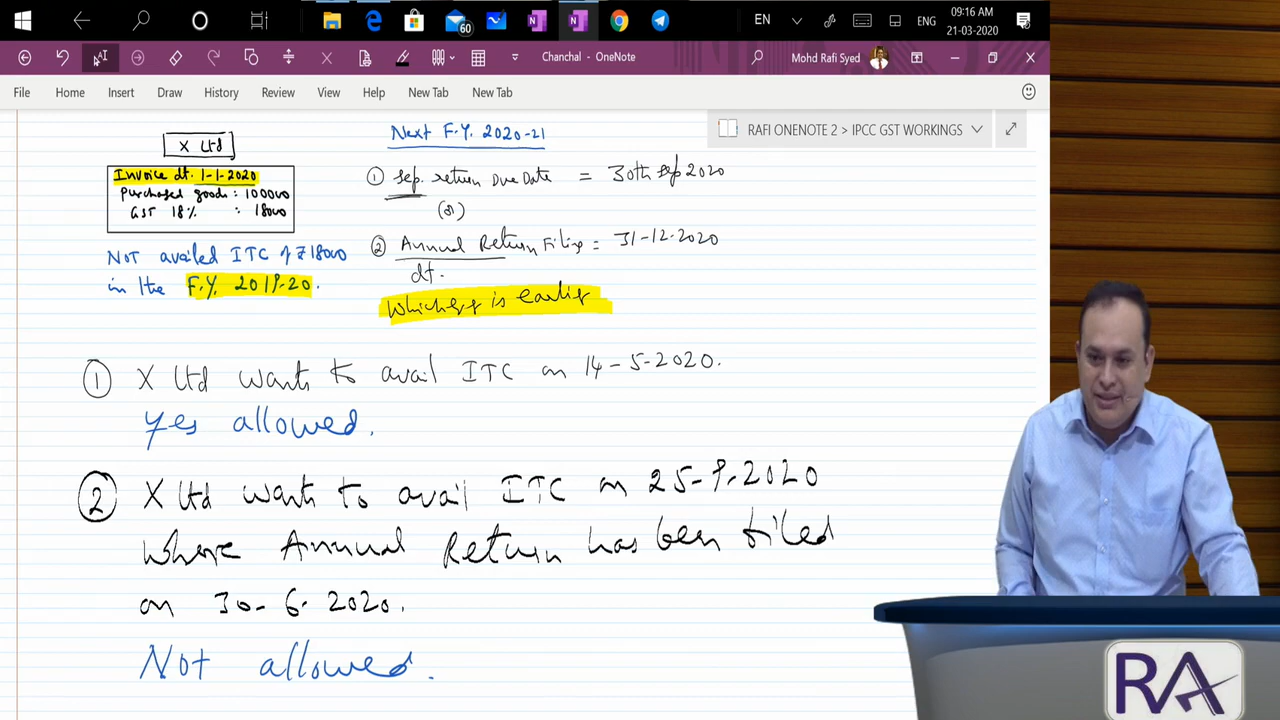 EN
ENG
09:16 AM
21-03-2020
60
Chanchal - OneNote
Mohd Rafi Syed
File Home Insert Draw History Review View Help New Tab New Tab
RAFI ONENOTE 2 > IPCC GST WORKINGS
X Ltd
Invoice dt. 1-1-2020
Purchased goods : 100000
GST 18% : 18000
NOT availed ITC of ₹18000
in the F.Y. 2019-20.
Next F.Y. 2020-21
① Sep. return Due Date = 30th Sep 2020
(or)
② Annual Return Filing = 31-12-2020
dt.
Whichever is earlier
① X Ltd wants to avail ITC on 14-5-2020.
Yes allowed.
② X Ltd wants to avail ITC on 25-9-2020
where Annual Return has been filed
on 30-6-2020.
Not allowed.
RA